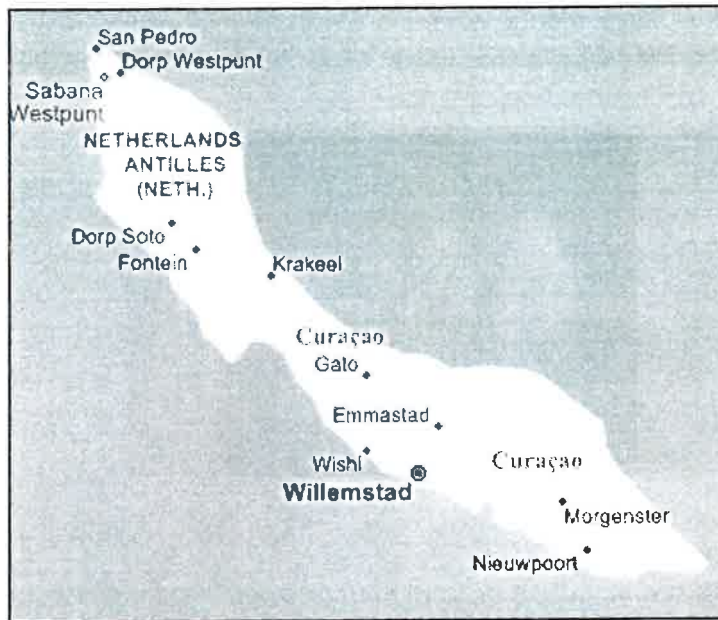 San Pedro
Dorp Westpunt
Sabana
Westpunt
NETHERLANDS
ANTILLES
(NETH.)
Dorp Soto
Fontein
Krakeel
Curaçao
Gato
Emmastad
Wishi
Willemstad
Curaçao
Morgenster
Nieuwpoort